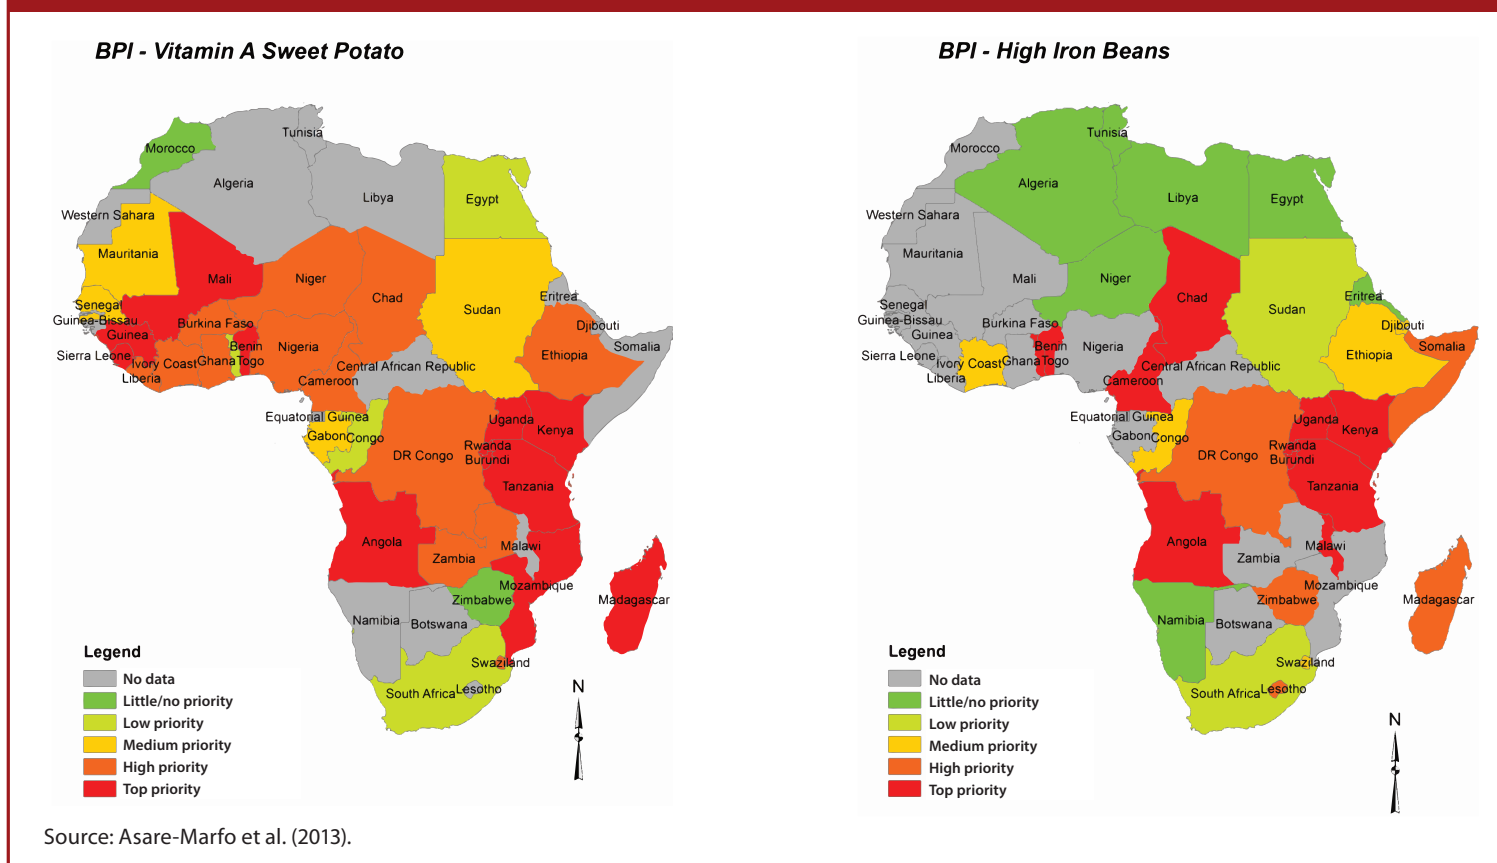 BPI - Vitamin A Sweet Potato
Tunisia
Morocco
Algeria
Libya
Egypt
Western Sahara
Mauritania
Mali
Niger
Chad
Sudan
Eritrea
Senegal
Guinea-Bissau
Burkina Faso
Djibouti
Guinea
Benin
Nigeria
Somalia
Sierra Leone
Ivory Coast
Ghana
Togo
Ethiopia
Central African Republic
Liberia
Cameroon
Equatorial Guinea
Uganda
Kenya
Gabon
Congo
Rwanda
DR Congo
Burundi
Tanzania
Angola
Malawi
Zambia
Mozambique
Zimbabwe
Madagascar
Namibia
Botswana
Swaziland
South Africa
Lesotho
Legend
No data
Little/no priority
Low priority
Medium priority
High priority
Top priority
N
BPI - High Iron Beans
Tunisia
Morocco
Algeria
Libya
Egypt
Western Sahara
Mauritania
Mali
Niger
Chad
Sudan
Eritrea
Senegal
Guinea-Bissau
Burkina Faso
Djibouti
Guinea
Benin
Nigeria
Somalia
Sierra Leone
Ivory Coast
Ghana
Togo
Ethiopia
Central African Republic
Liberia
Cameroon
Equatorial Guinea
Uganda
Kenya
Gabon
Congo
Rwanda
DR Congo
Burundi
Tanzania
Angola
Malawi
Zambia
Mozambique
Zimbabwe
Madagascar
Namibia
Botswana
Swaziland
South Africa
Lesotho
Legend
No data
Little/no priority
Low priority
Medium priority
High priority
Top priority
N
Source: Asare-Marfo et al. (2013).